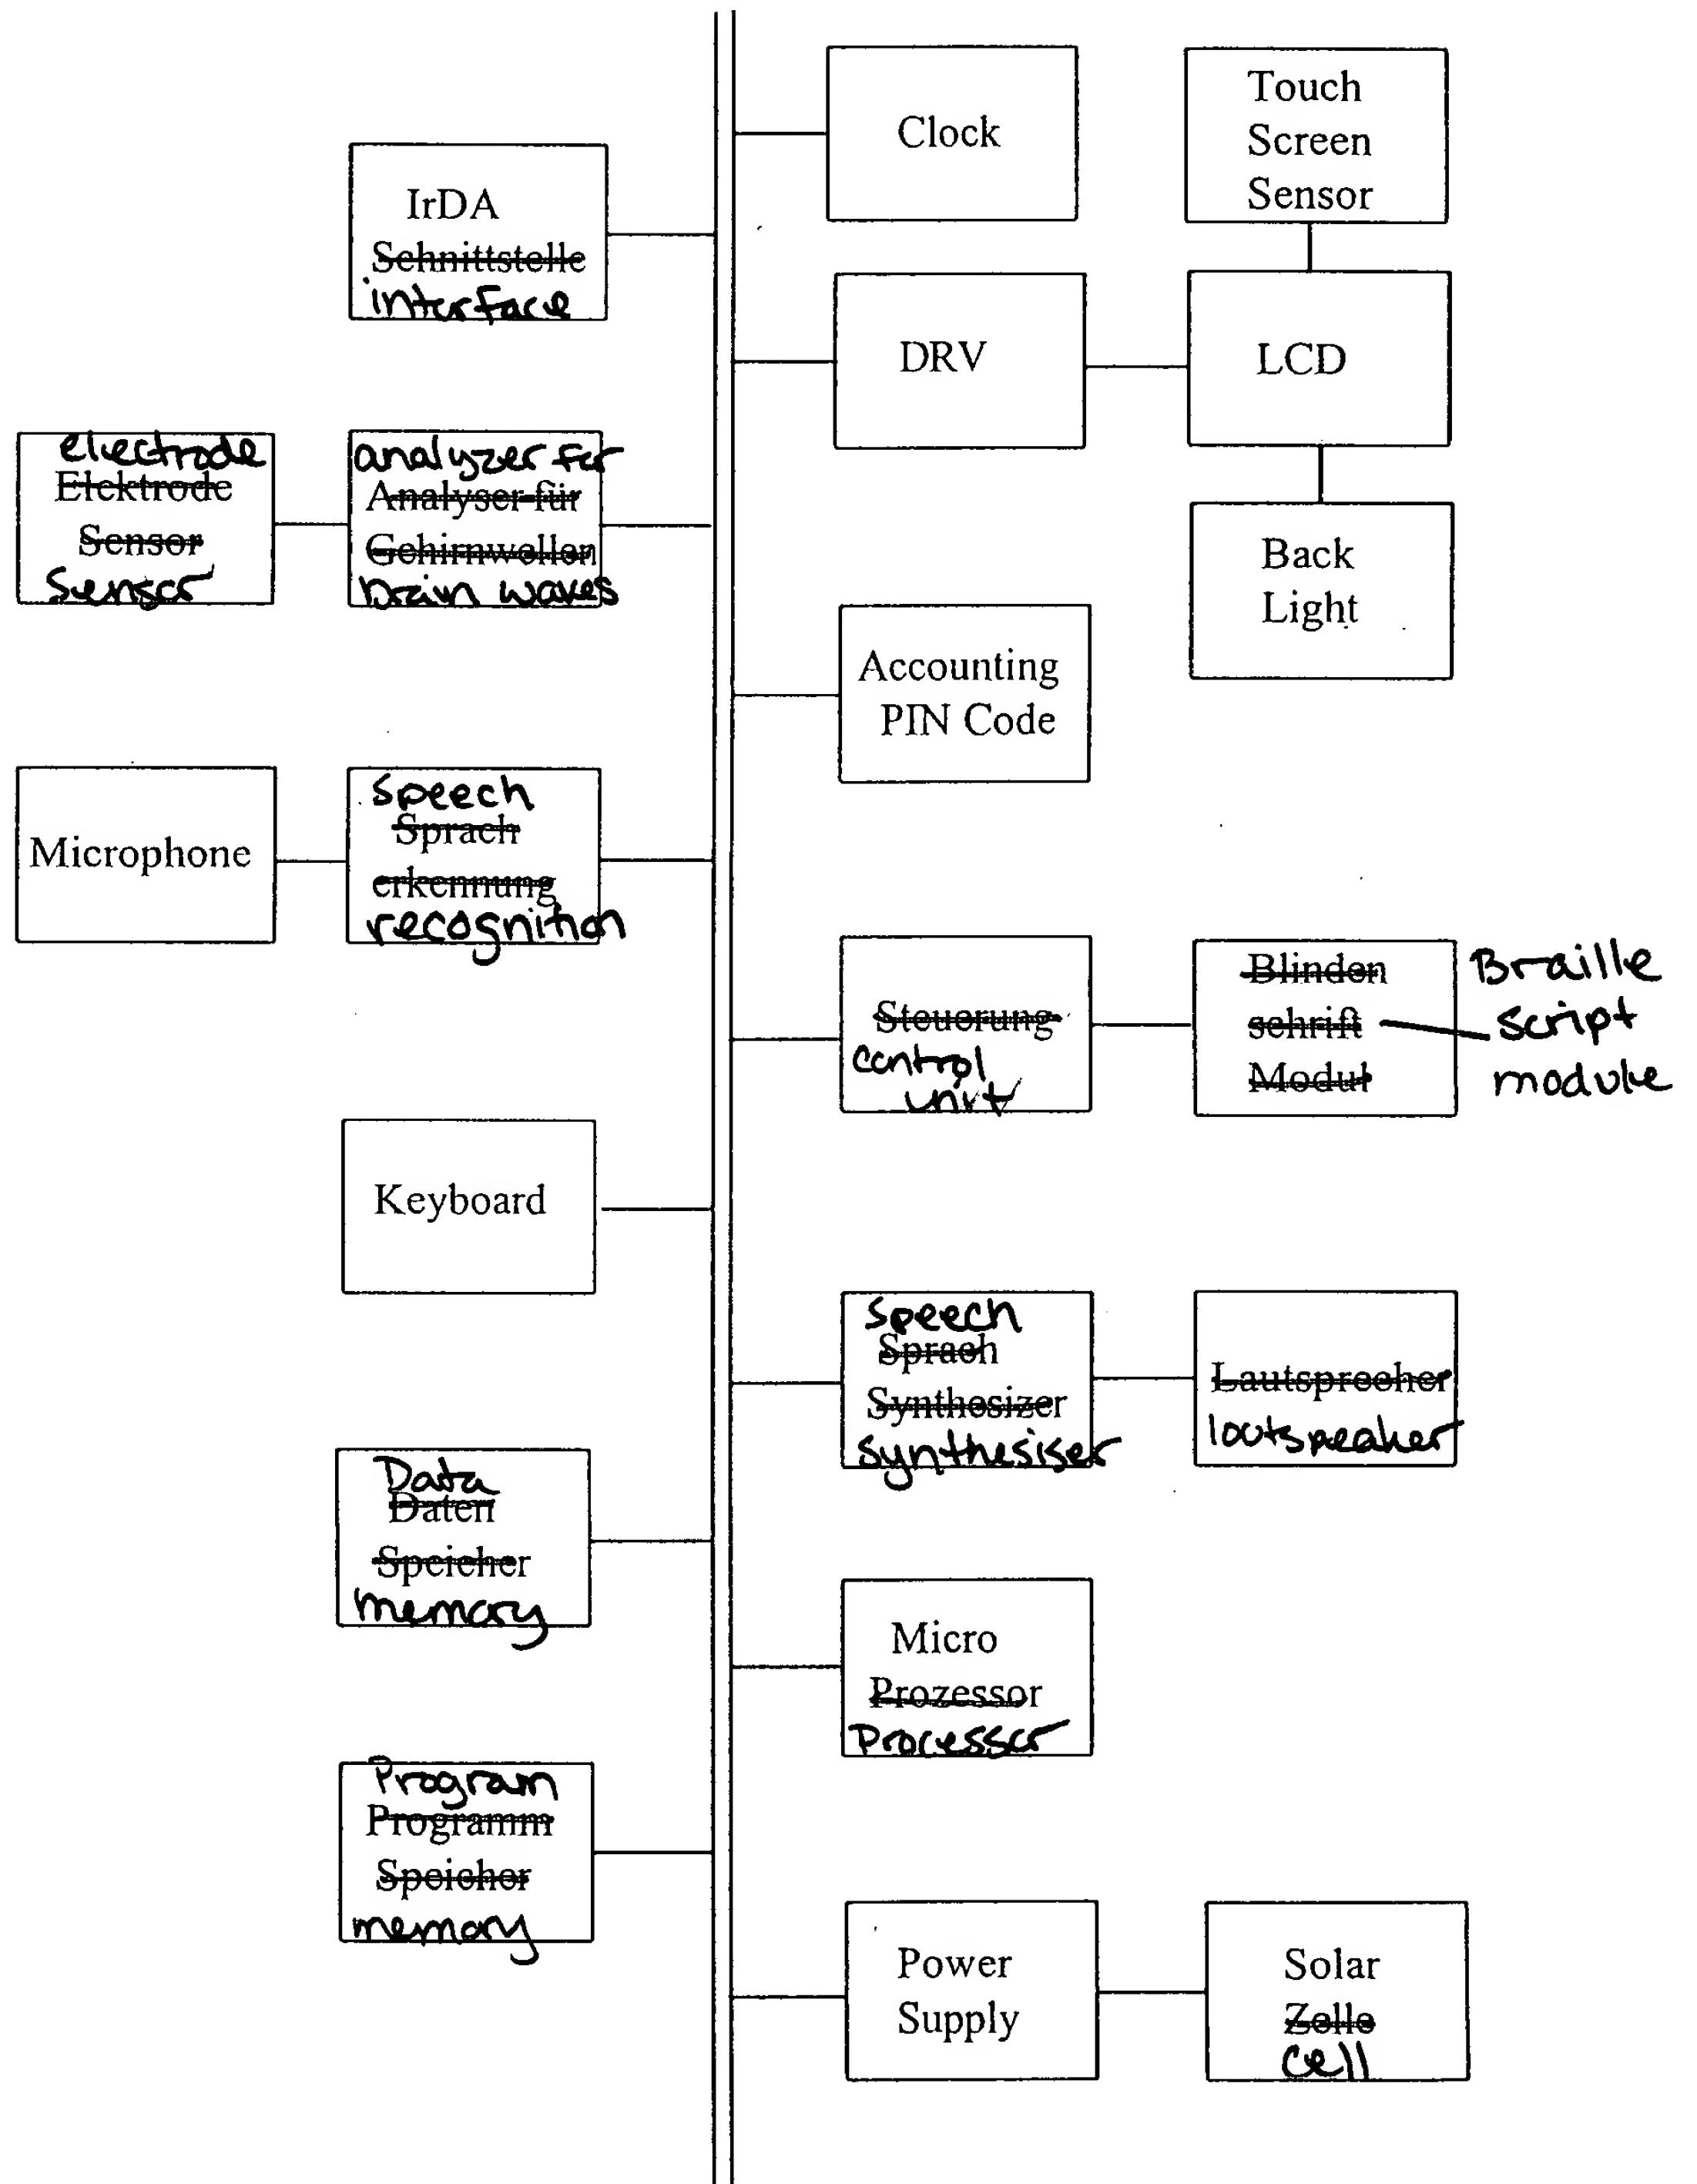 Clock
Touch
Screen
Sensor
IrDA
Schnittstelle
interface
DRV
LCD
electrode
Elektrode
Sensor
Sensor
analyzer for
Analyser für
Gehirnwellen
brain waves
Back
Light
Accounting
PIN Code
Microphone
speech
Sprach
erkennung
recognition
Steuerung
control
unit
Blinden
schrift
Modul
Braille
script
module
Keyboard
speech
Sprach
Synthesizer
synthesiser
Lautsprecher
loutspeaker
Data
Daten
Speicher
memory
Micro
Prozessor
Processor
Program
Programm
Speicher
memory
Power
Supply
Solar
Zelle
cell